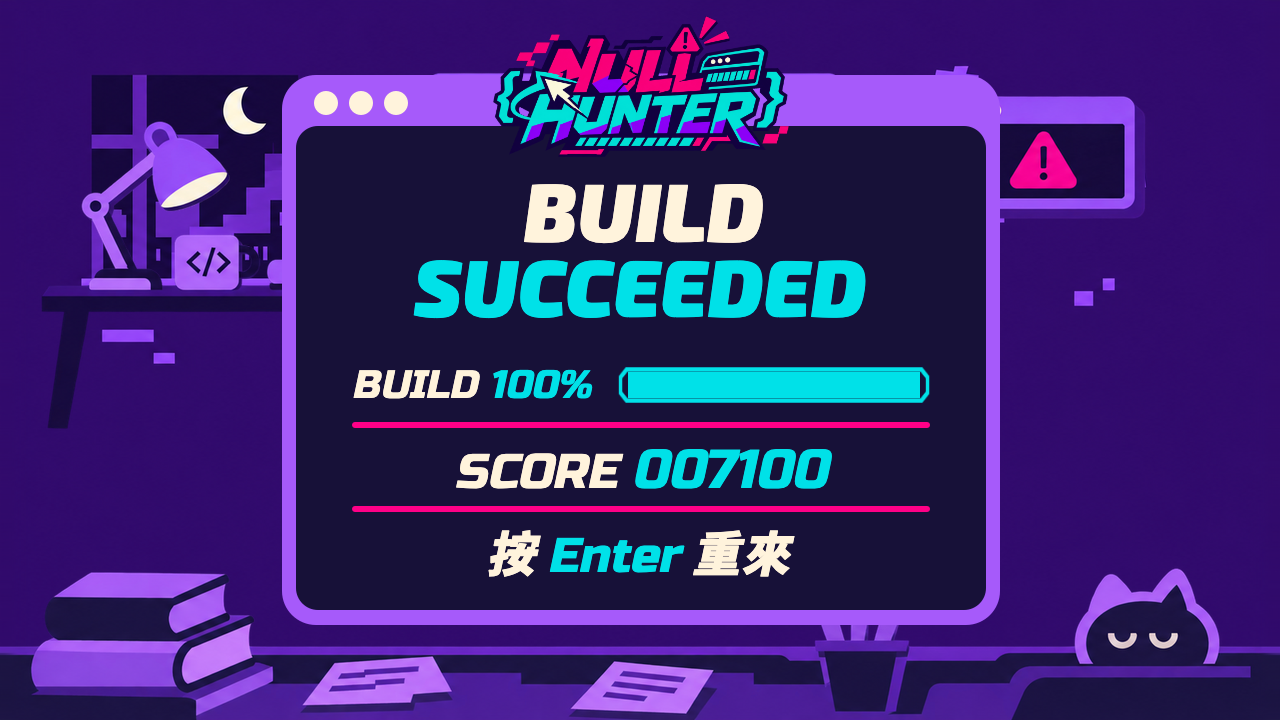 NULL
HUNTER
BUILD
SUCCEEDED
BUILD 100%
SCORE 007100
按 Enter 重來
</>
!